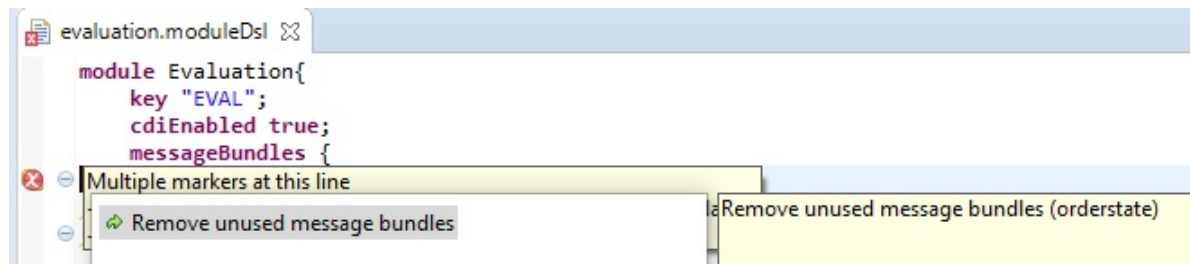 evaluation.moduleDsl
module Evaluation{
key "EVAL";
cdiEnabled true;
messageBundles {
Multiple markers at this line
Remove unused message bundles
Remove unused message bundles (orderstate)